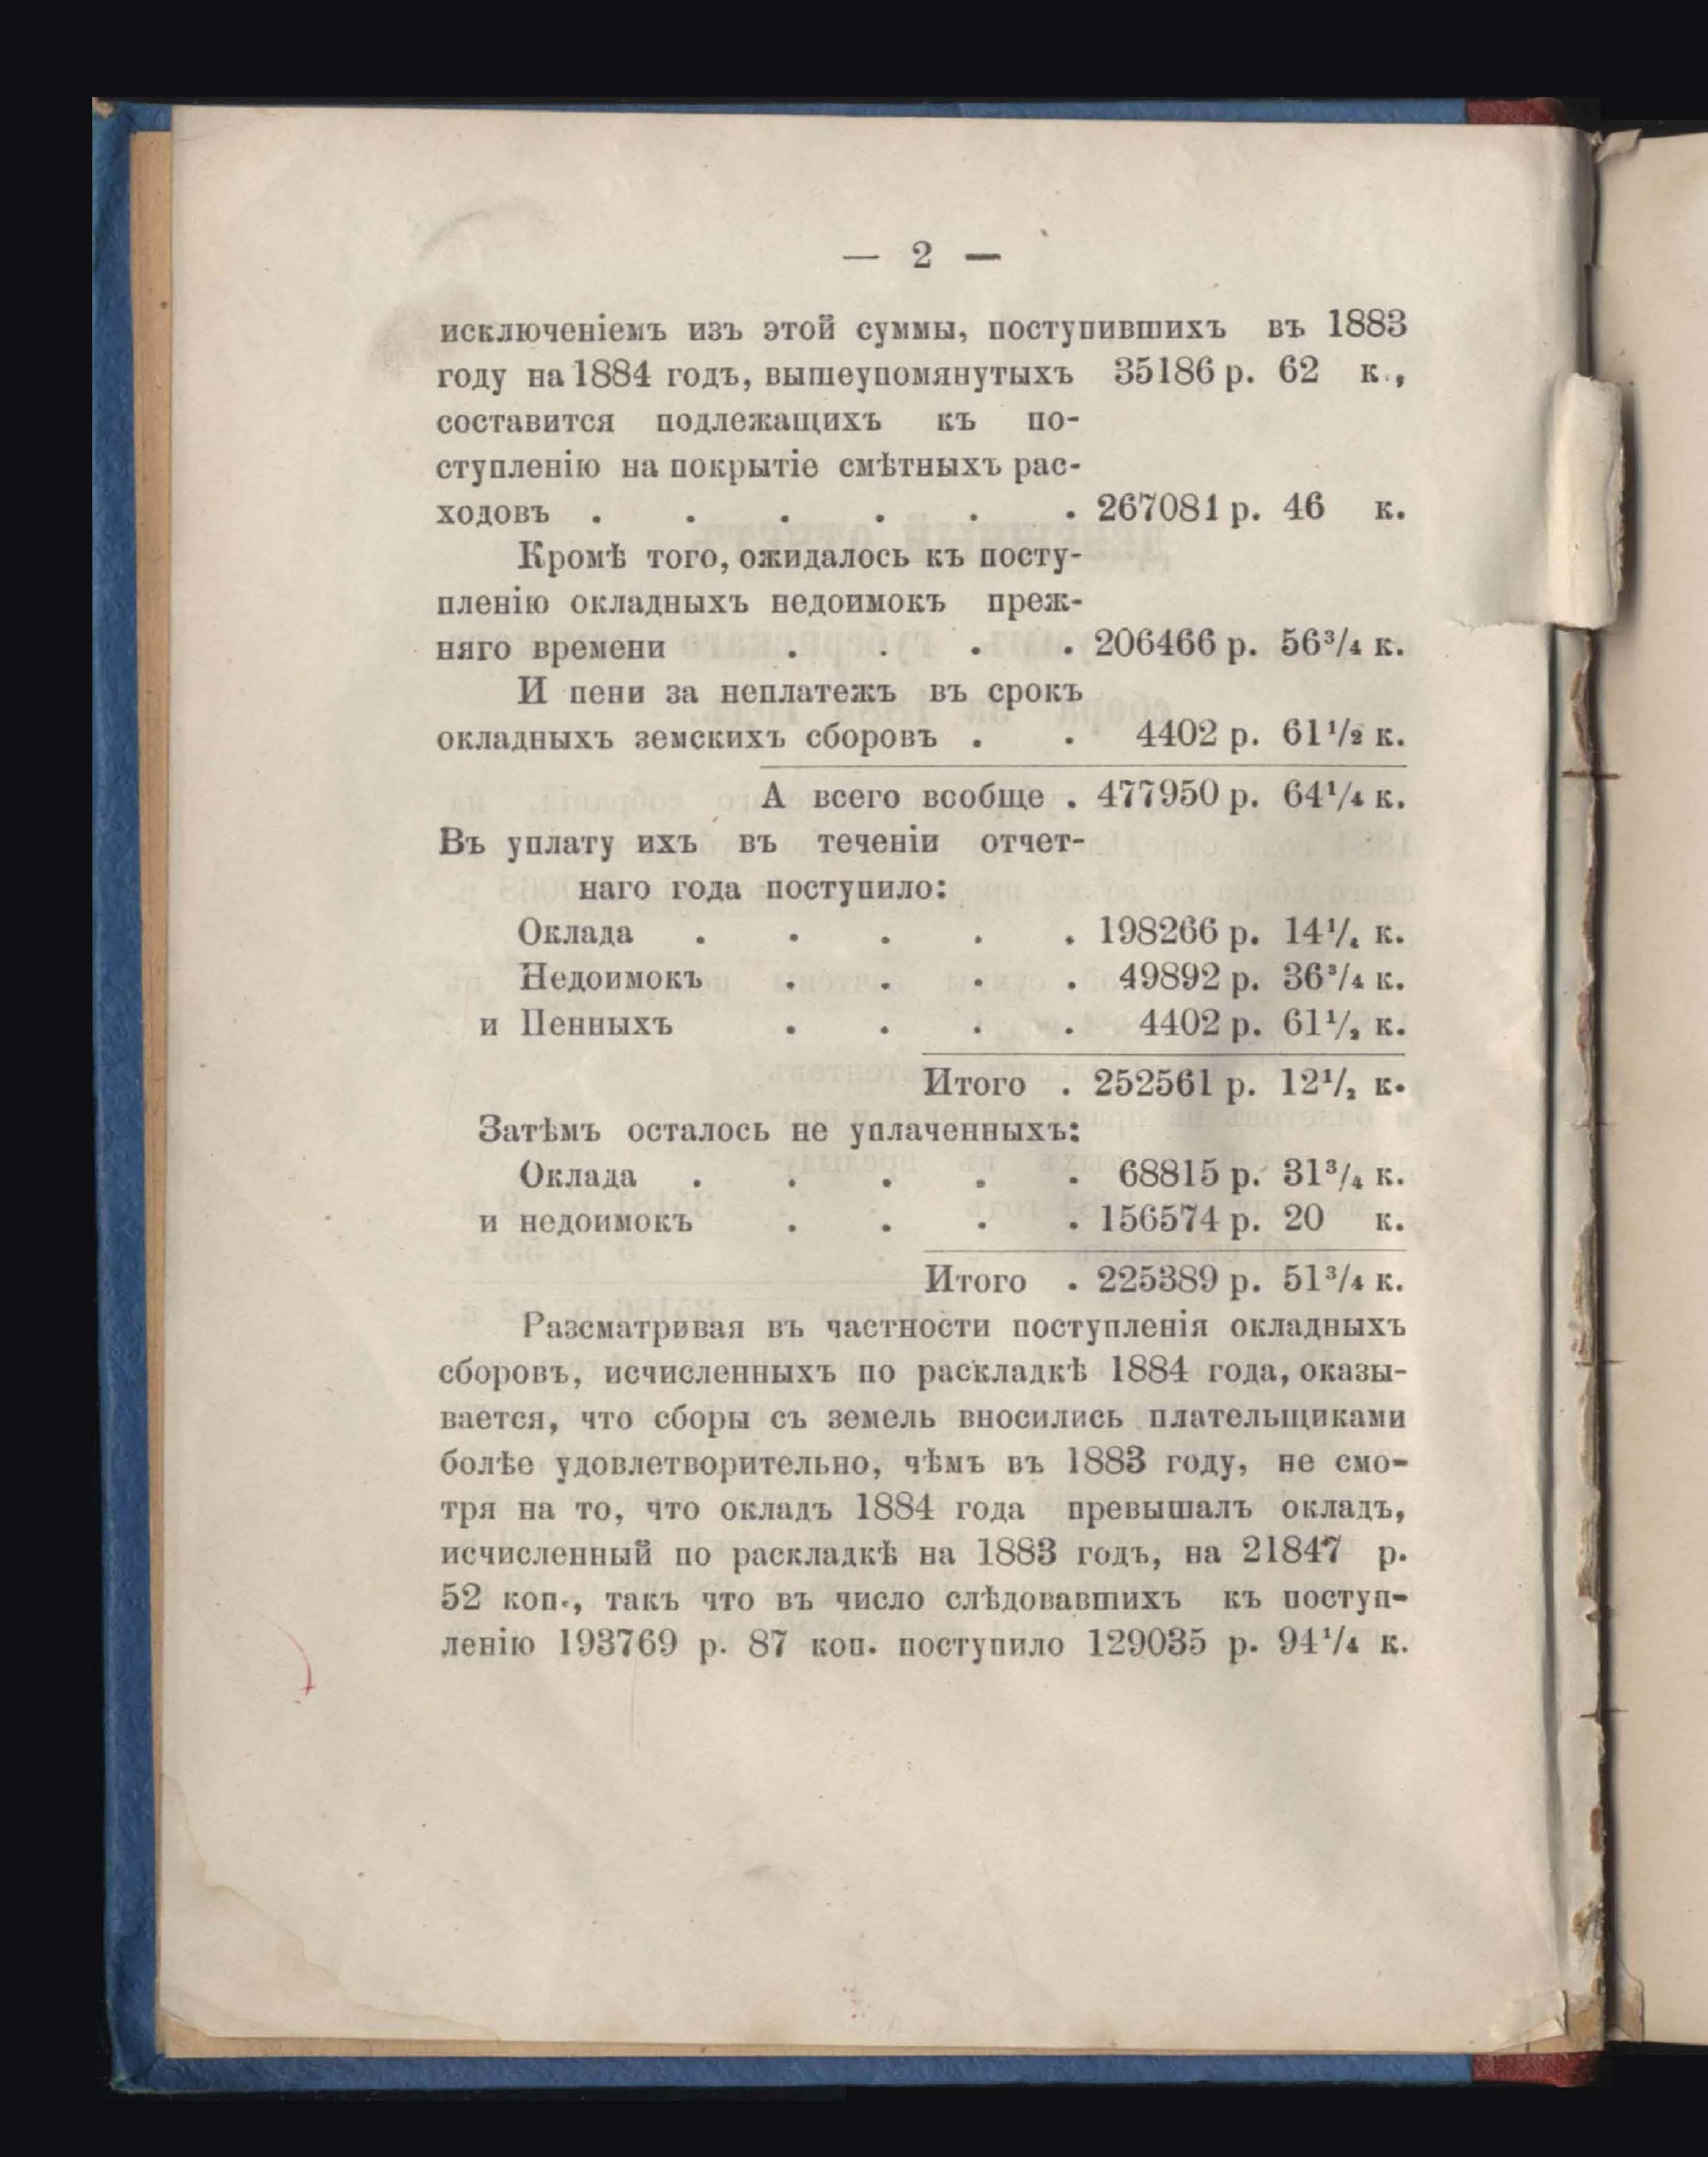 — 2 —
исключеніемъ изъ этой суммы, поступившихъ въ 1883
году на 1884 годъ, вышеупомянутыхъ 35186 р. 62 к.,
составится подлежащихъ къ по-
ступленію на покрытіе смѣтныхъ рас-
ходовъ . . . . . . 267081 р. 46 к.
Кромѣ того, ожидалось къ посту-
пленію окладныхъ недоимокъ преж-
няго времени . . . . 206466 р. 56³/₄ к.
И пени за неплатежъ въ срокъ
окладныхъ земскихъ сборовъ . . 4402 р. 61¹/₂ к.
А всего всобще . 477950 р. 64¹/₄ к.
Въ уплату ихъ въ теченіи отчет-
наго года поступило:
Оклада . . . . . 198266 р. 14¹/₄ к.
Недоимокъ . . . . 49892 р. 36³/₄ к.
и Пенныхъ . . . . 4402 р. 61¹/₂ к.
Итого . 252561 р. 12¹/₂ к.
Затѣмъ осталось не уплаченныхъ:
Оклада . . . . . 68815 р. 31³/₄ к.
и недоимокъ . . . . 156574 р. 20 к.
Итого . 225389 р. 51³/₄ к.
Разсматривая въ частности поступленія окладныхъ
сборовъ, исчисленныхъ по раскладкѣ 1884 года, оказы-
вается, что сборы съ земель вносились плательщиками
болѣе удовлетворительно, чѣмъ въ 1883 году, не смо-
тря на то, что окладъ 1884 года превышалъ окладъ,
исчисленный по раскладкѣ на 1883 годъ, на 21847 р.
52 коп., такъ что въ число слѣдовавшихъ къ поступ-
ленію 193769 р. 87 коп. поступило 129035 р. 94¹/₄ к.